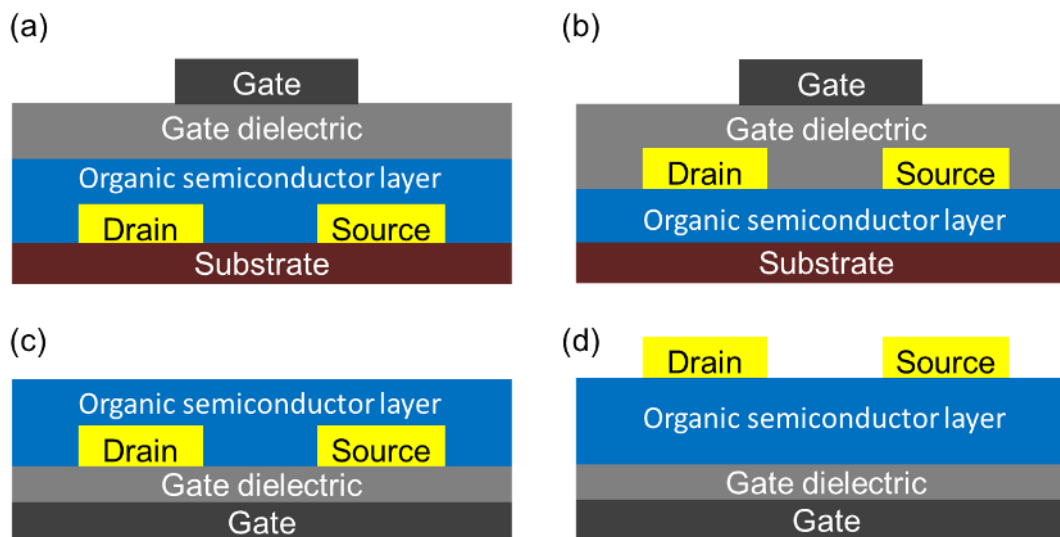 (a)
Gate
Gate dielectric
Organic semiconductor layer
Drain Source
Substrate
(b)
Gate
Gate dielectric
Drain Source
Organic semiconductor layer
Substrate
(c)
Organic semiconductor layer
Drain Source
Gate dielectric
Gate
(d)
Drain Source
Organic semiconductor layer
Gate dielectric
Gate